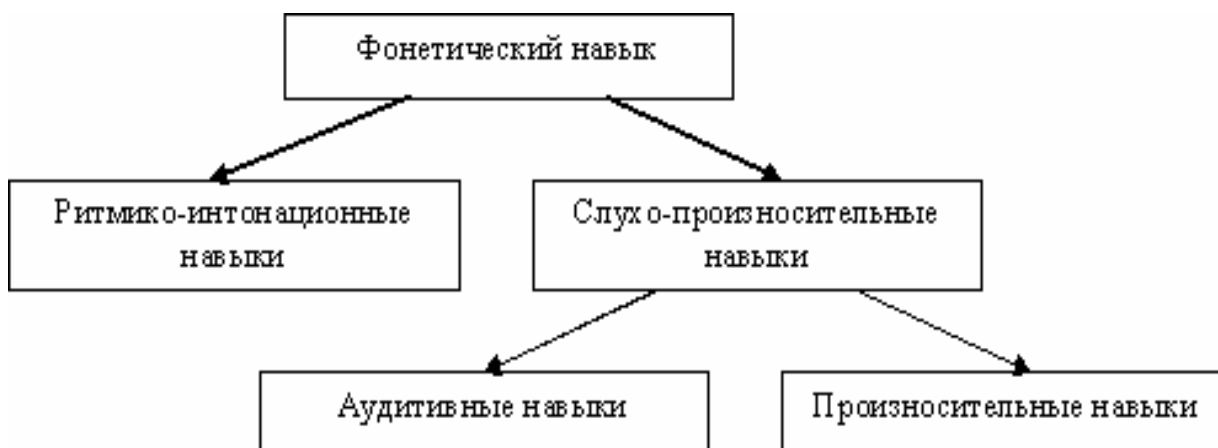 Фонетический навык
Ритмико-интонационные
навыки
Слухо-произносительные
навыки
Аудитивные навыки
Произносительные навыки